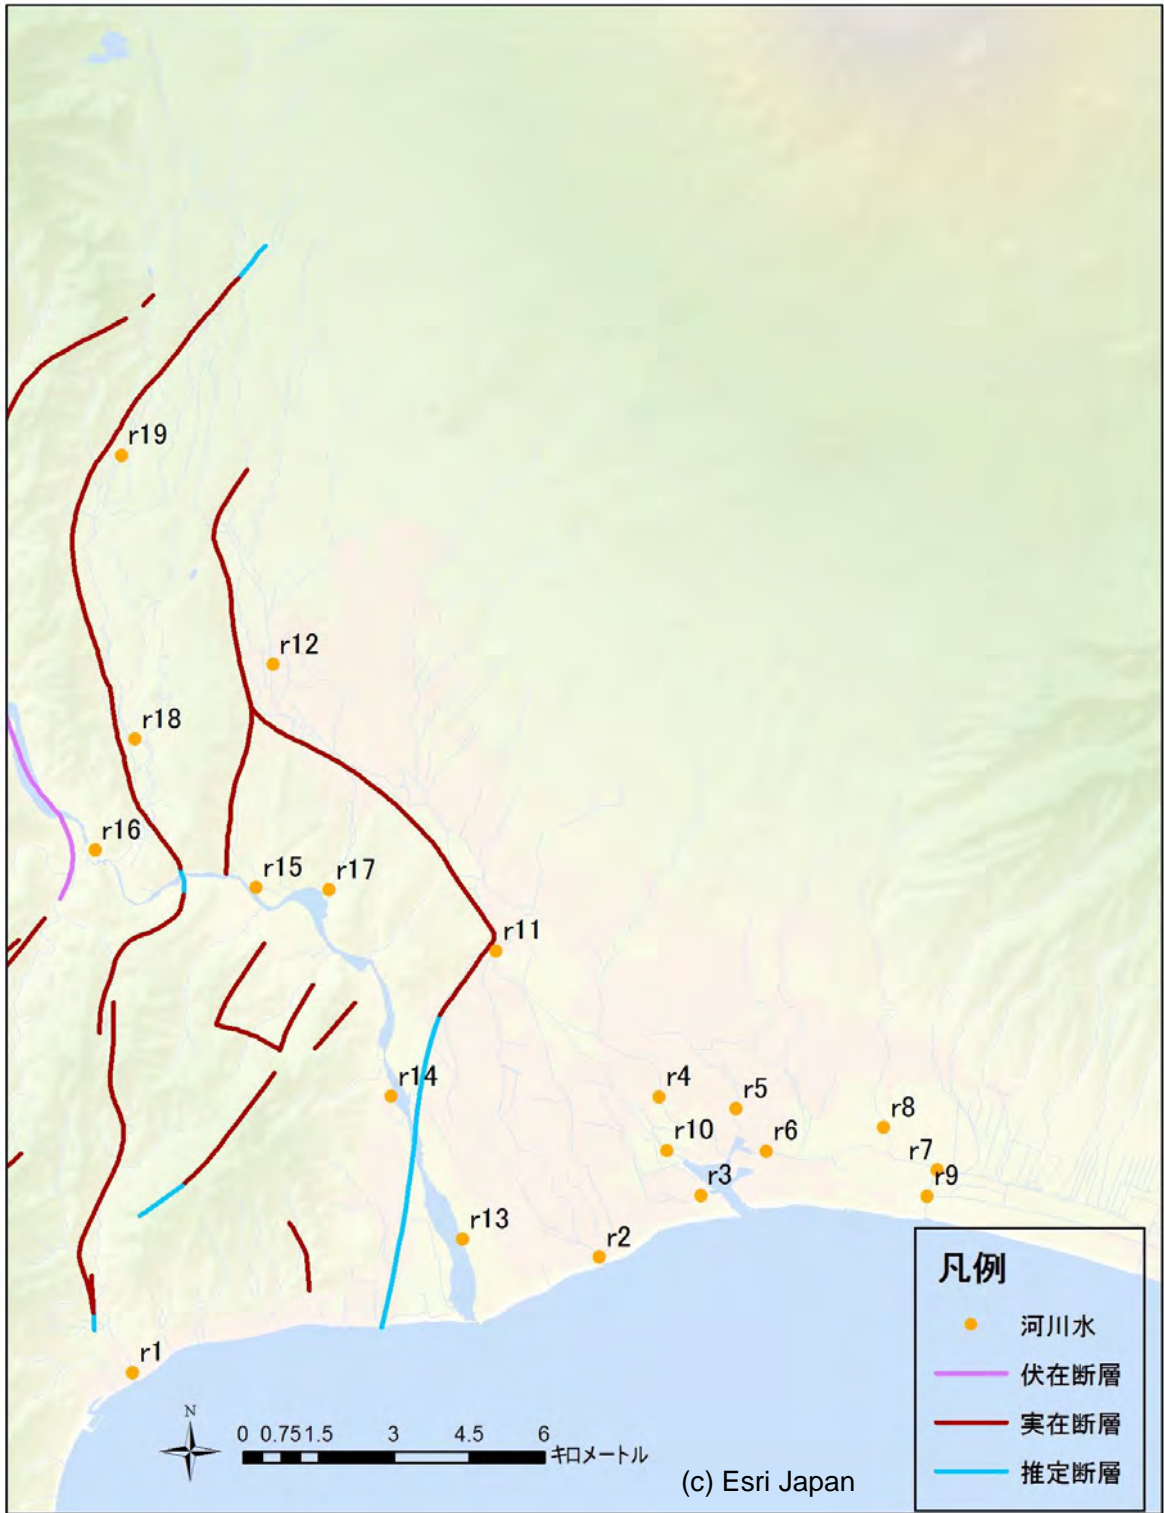 r19
r12
r18
r16
r15
r17
r11
r14
r4
r5
r8
r10
r6
r7
r3
r9
r13
r2
r1
N
0 0.75 1.5 3 4.5 6
キロメートル
(c) Esri Japan
凡例
河川水
伏在断層
実在断層
推定断層